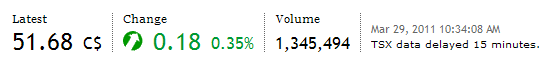 Latest Change Volume
51.68 C$ 0.18 0.35% 1,345,494
Mar 29, 2011 10:34:08 AM
TSX data delayed 15 minutes.